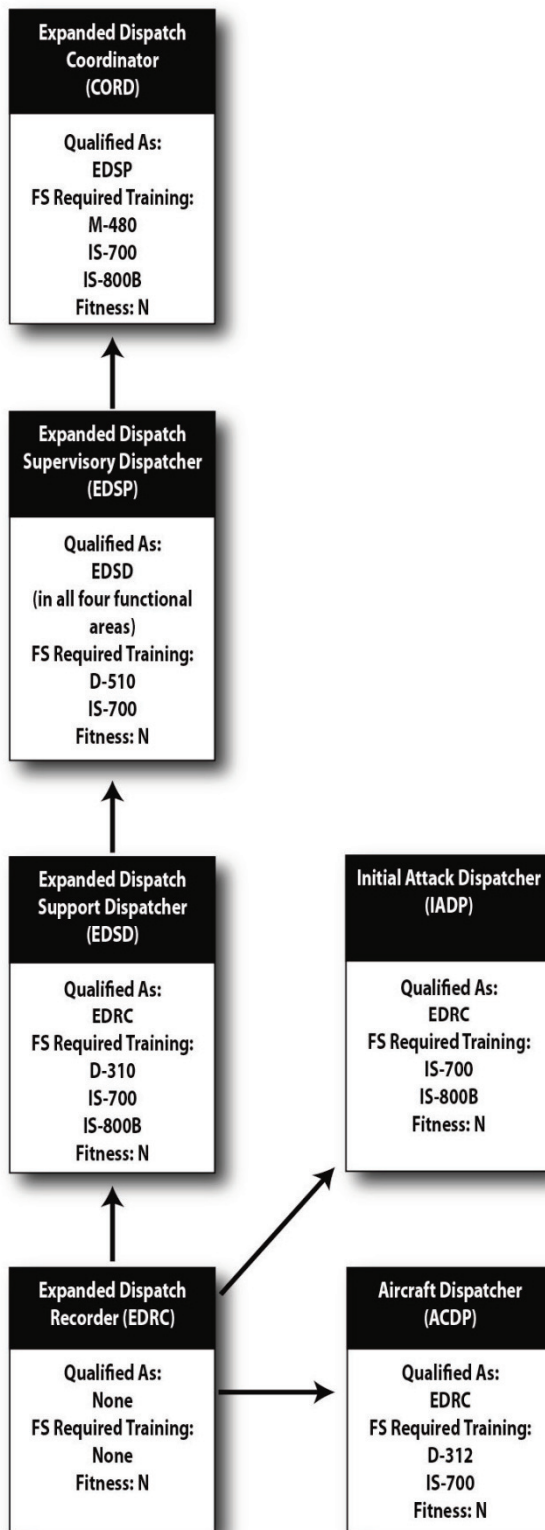 Expanded Dispatch
Coordinator
(CORD)
Qualified As:
EDSP
FS Required Training:
M-480
IS-700
IS-800B
Fitness: N
Expanded Dispatch
Supervisory Dispatcher
(EDSP)
Qualified As:
EDSD
(in all four functional
areas)
FS Required Training:
D-510
IS-700
Fitness: N
Expanded Dispatch
Support Dispatcher
(EDSD)
Qualified As:
EDRC
FS Required Training:
D-310
IS-700
IS-800B
Fitness: N
Initial Attack Dispatcher
(IADP)
Qualified As:
EDRC
FS Required Training:
IS-700
IS-800B
Fitness: N
Expanded Dispatch
Recorder (EDRC)
Qualified As:
None
FS Required Training:
None
Fitness: N
Aircraft Dispatcher
(ACDP)
Qualified As:
EDRC
FS Required Training:
D-312
IS-700
Fitness: N